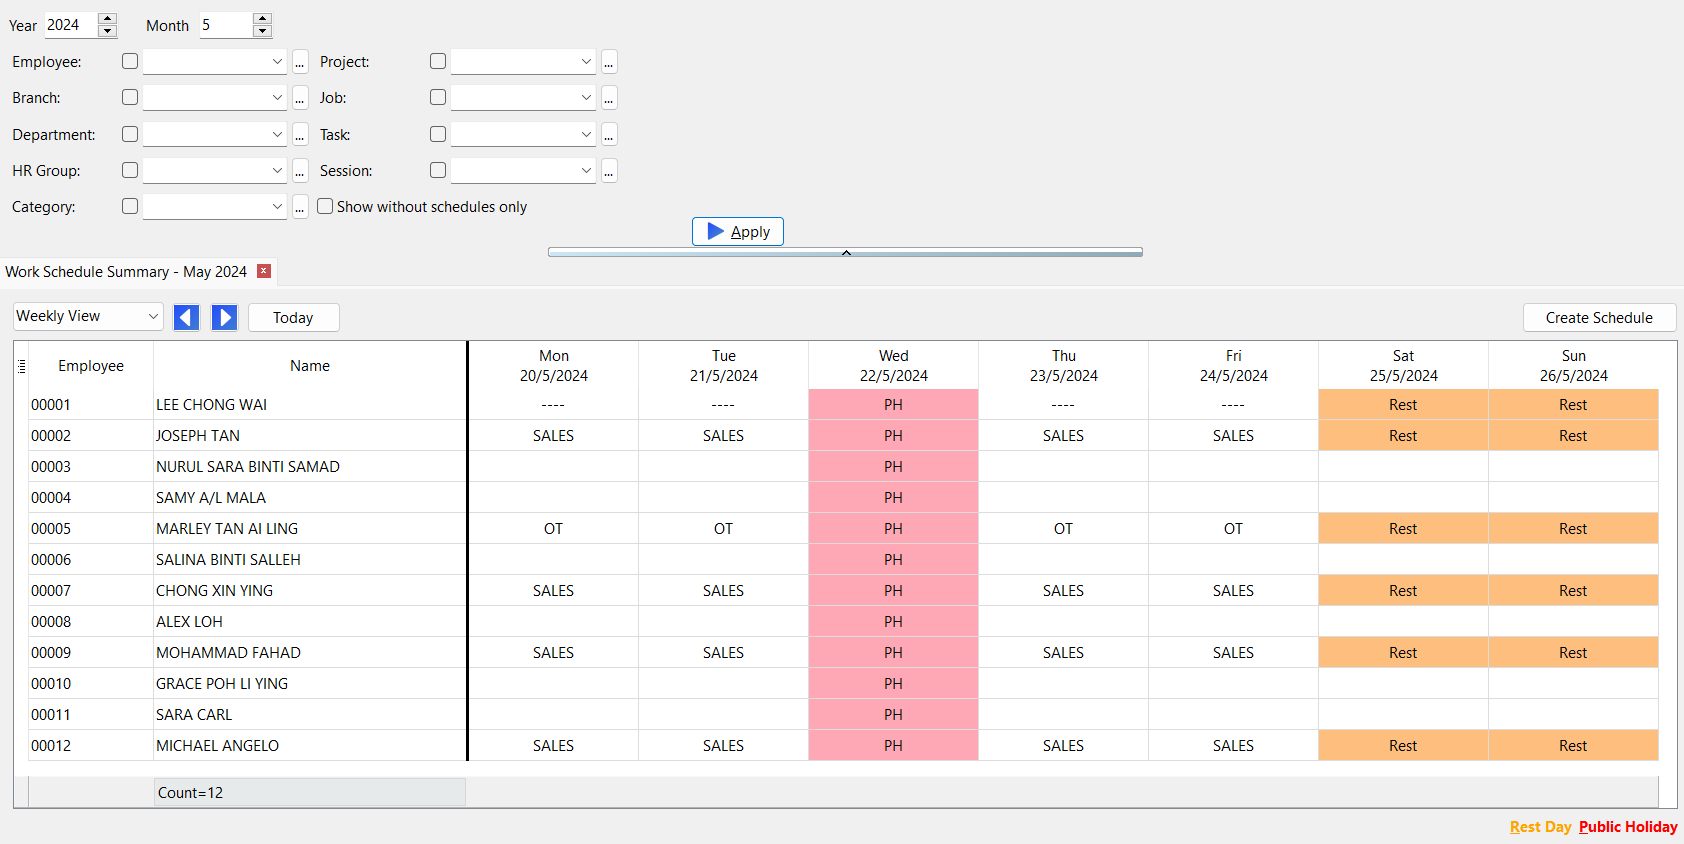 Year 2024 Month 5
Employee: ... Project: ...
Branch: ... Job: ...
Department: ... Task: ...
HR Group: ... Session: ...
Category: ... Show without schedules only
Apply
Work Schedule Summary - May 2024 x
Weekly View Today Create Schedule
Employee Name Mon 20/5/2024 Tue 21/5/2024 Wed 22/5/2024 Thu 23/5/2024 Fri 24/5/2024 Sat 25/5/2024 Sun 26/5/2024
00001 LEE CHONG WAI ---- ---- PH ---- ---- Rest Rest
00002 JOSEPH TAN SALES SALES PH SALES SALES Rest Rest
00003 NURUL SARA BINTI SAMAD PH
00004 SAMY A/L MALA PH
00005 MARLEY TAN AI LING OT OT PH OT OT Rest Rest
00006 SALINA BINTI SALLEH PH
00007 CHONG XIN YING SALES SALES PH SALES SALES Rest Rest
00008 ALEX LOH PH
00009 MOHAMMAD FAHAD SALES SALES PH SALES SALES Rest Rest
00010 GRACE POH LI YING PH
00011 SARA CARL PH
00012 MICHAEL ANGELO SALES SALES PH SALES SALES Rest Rest
Count=12
Rest Day Public Holiday